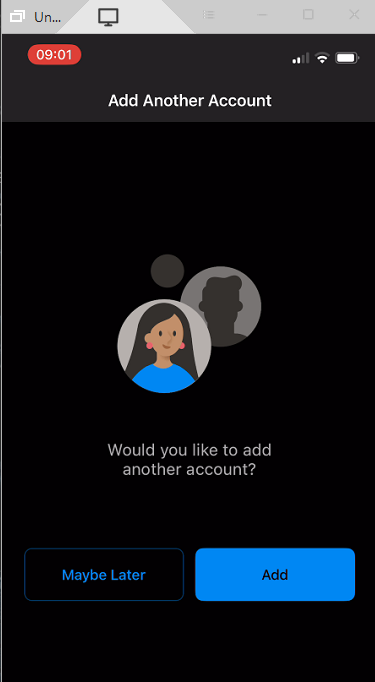 Un...
09:01
Add Another Account
Would you like to add
another account?
Maybe Later
Add